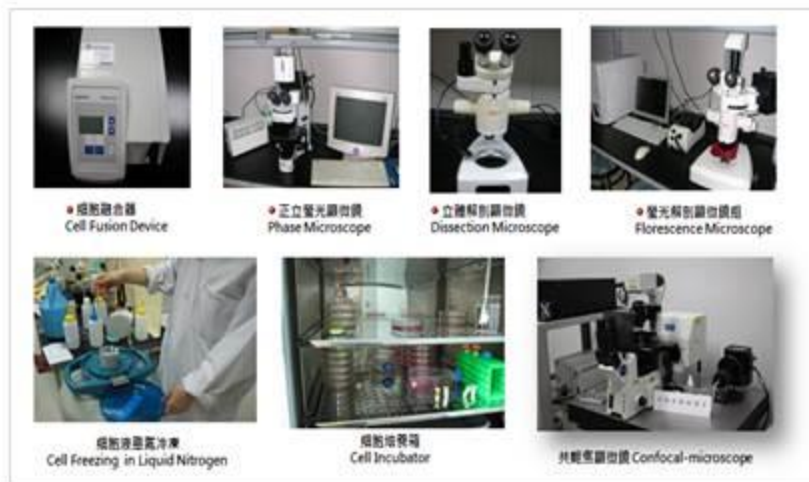 細胞融合器
Cell Fusion Device
正立螢光顯微鏡
Phase Microscope
立體解剖顯微鏡
Dissection Microscope
螢光解剖顯微鏡組
Florescence Microscope
細胞液態氮冷凍
Cell Freezing in Liquid Nitrogen
細胞培養箱
Cell Incubator
共軛焦顯微鏡 Confocal-microscope